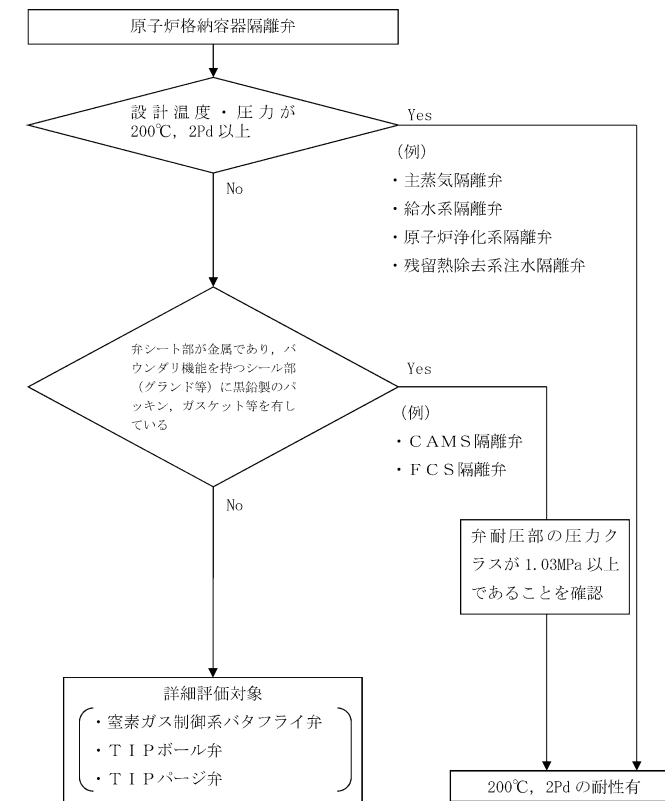 原子炉格納容器隔離弁
設計温度・圧力が
200℃，2Pd 以上
Yes
（例）
・主蒸気隔離弁
・給水系隔離弁
・原子炉浄化系隔離弁
・残留熱除去系注水隔離弁
No
弁シート部が金属であり，バ
ウンダリ機能を持つシール部
（グランド等）に黒鉛製のパ
ッキン，ガスケット等を有し
ている
Yes
（例）
・ＣＡＭＳ隔離弁
・ＦＣＳ隔離弁
No
弁耐圧部の圧力ク
ラスが 1.03MPa 以上
であることを確認
詳細評価対象
・窒素ガス制御系バタフライ弁
・ＴＩＰボール弁
・ＴＩＰパージ弁
200℃，2Pd の耐性有